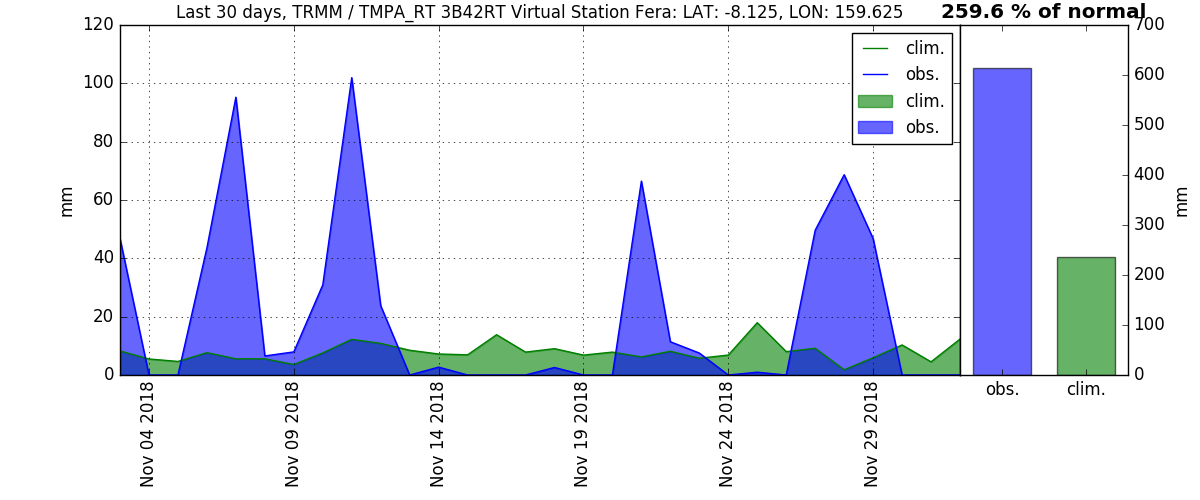 Last 30 days, TRMM / TMPA_RT 3B42RT Virtual Station Fera: LAT: -8.125, LON: 159.625
259.6 % of normal
120
100
80
60
40
20
0
mm
clim.
obs.
clim.
obs.
700
600
500
400
300
200
100
0
mm
Nov 04 2018
Nov 09 2018
Nov 14 2018
Nov 19 2018
Nov 24 2018
Nov 29 2018
obs.
clim.